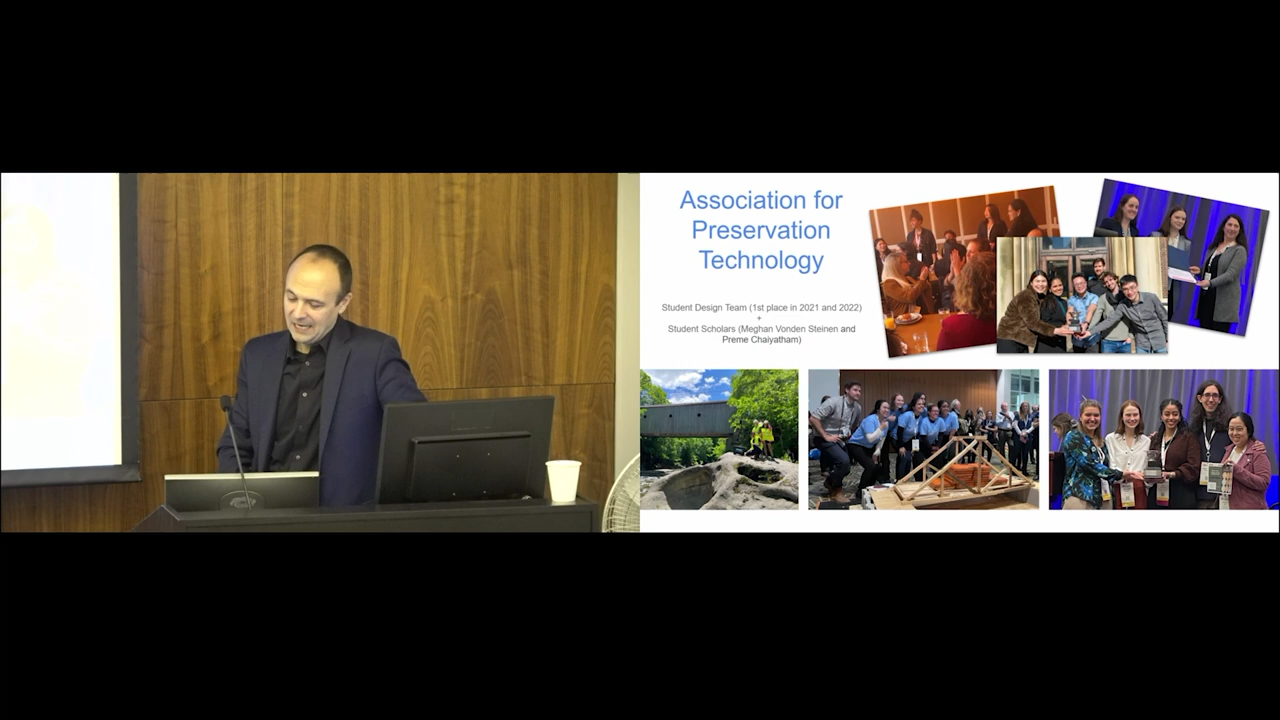 Association for
Preservation
Technology
Student Design Team (1st place in 2021 and 2022)
+
Student Scholars (Meghan Vonden Steinen and
Preme Chaiyatham)